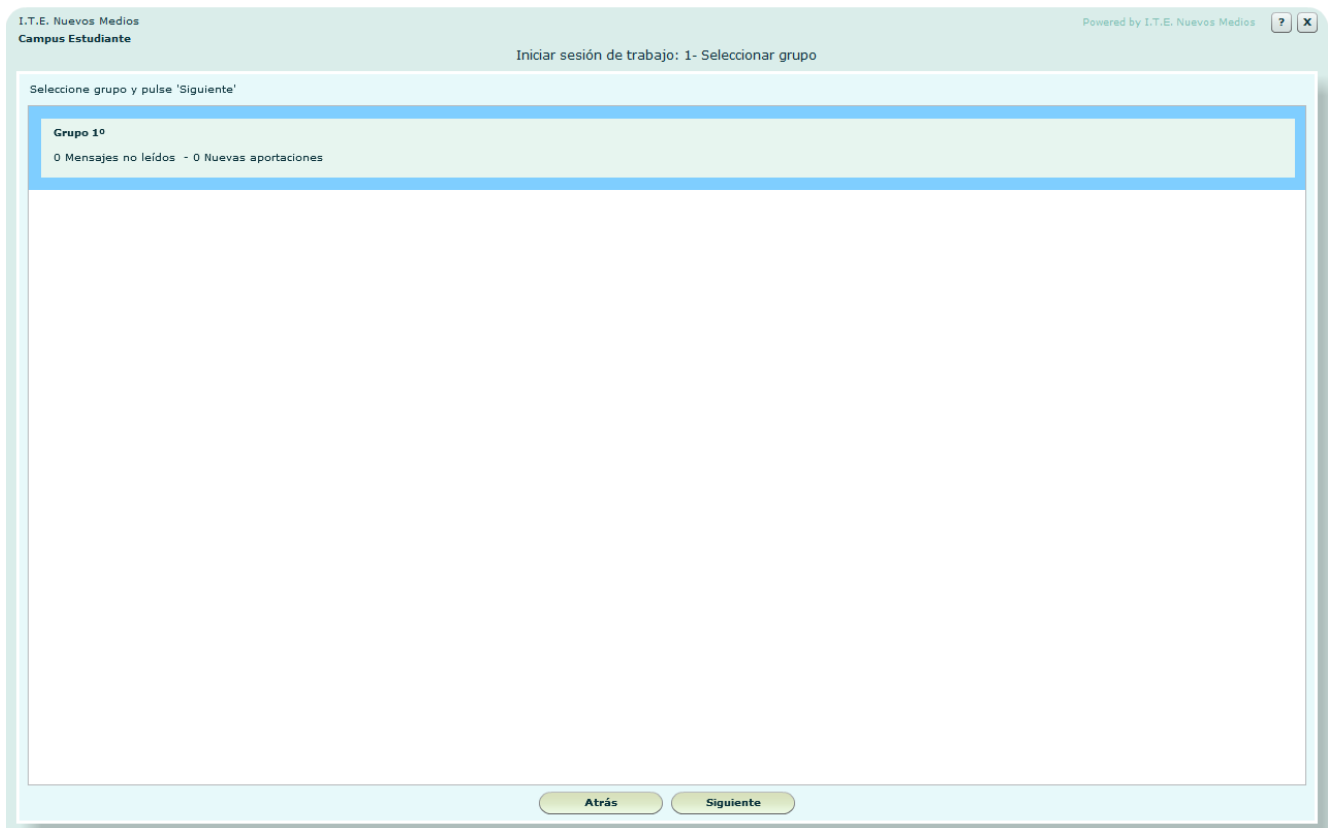 I.T.E. Nuevos Medios
Powered by I.T.E. Nuevos Medios ? X
Campus Estudiante
Iniciar sesión de trabajo: 1- Seleccionar grupo
Seleccione grupo y pulse 'Siguiente'
Grupo 1º
0 Mensajes no leídos - 0 Nuevas aportaciones
Atrás Siguiente